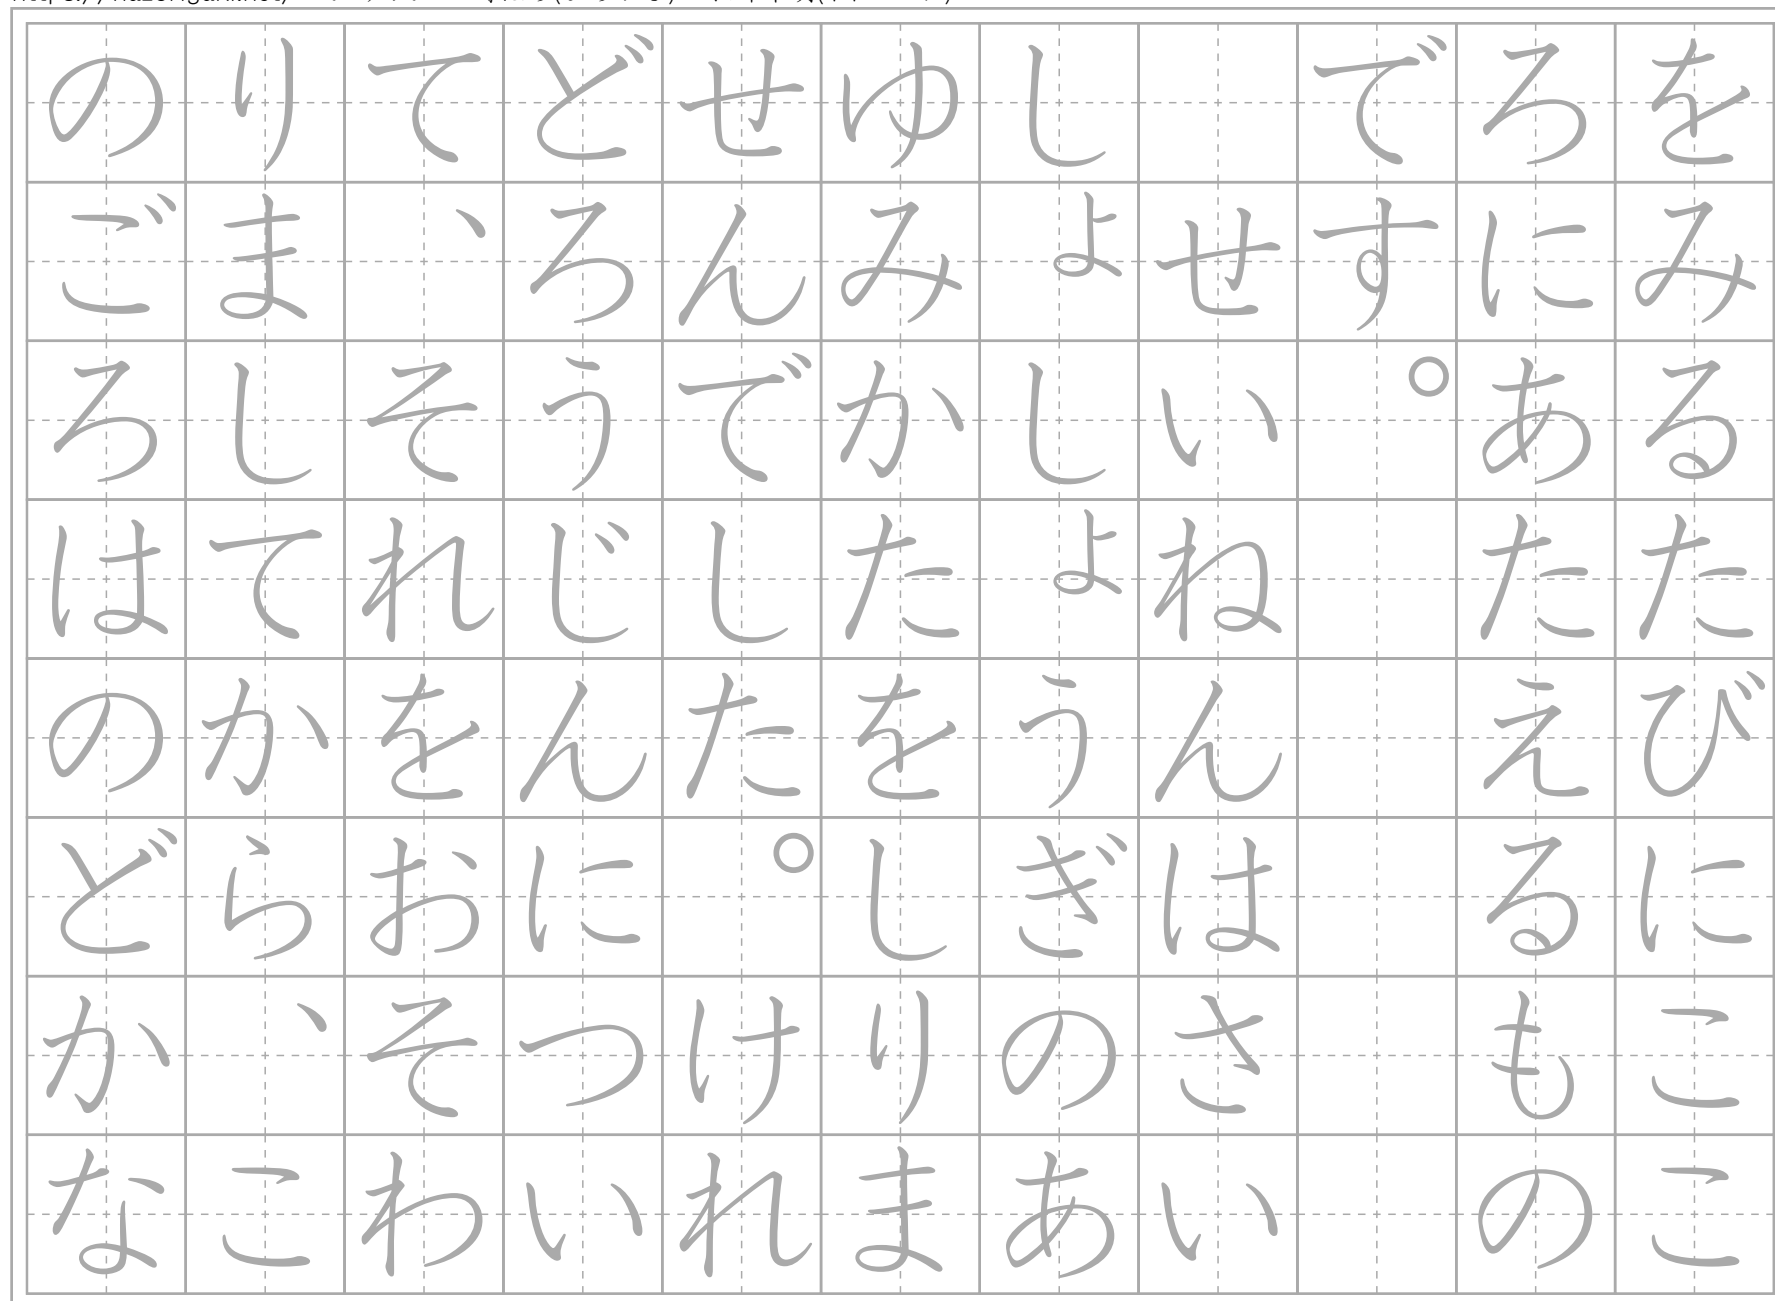 をみるたびにここ
ろにあたえるもの
です。
せいねんはさい
しょしょうぎのあ
ゆみかたをしりま
せんでした。けれ
どろうじんについ
て、それをおそわ
りましてから、こ
のごろはのどかな